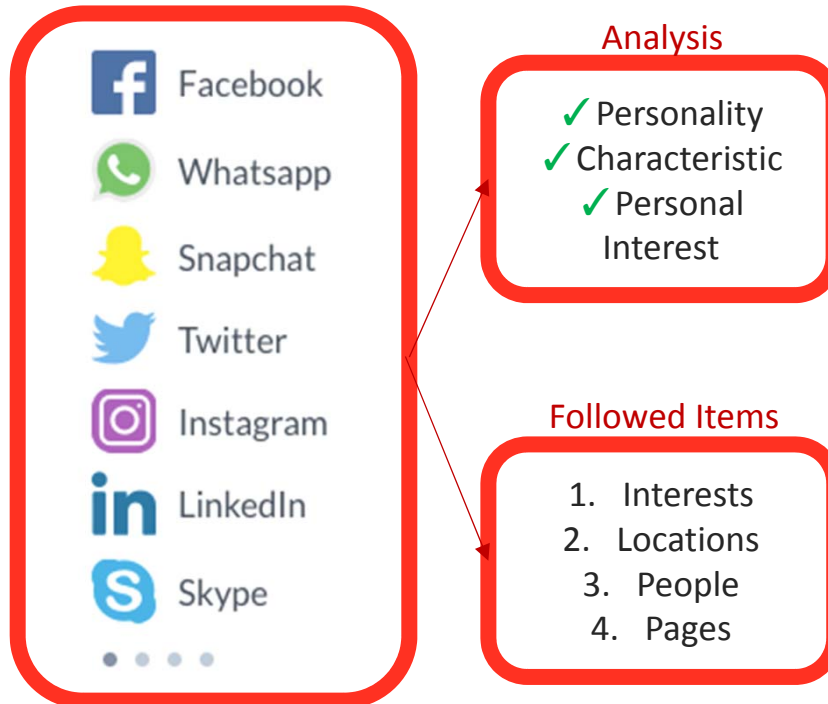 Facebook
Whatsapp
Snapchat
Twitter
Instagram
LinkedIn
Skype
Analysis
✓Personality
✓Characteristic
✓Personal
Interest
Followed Items
1. Interests
2. Locations
3. People
4. Pages